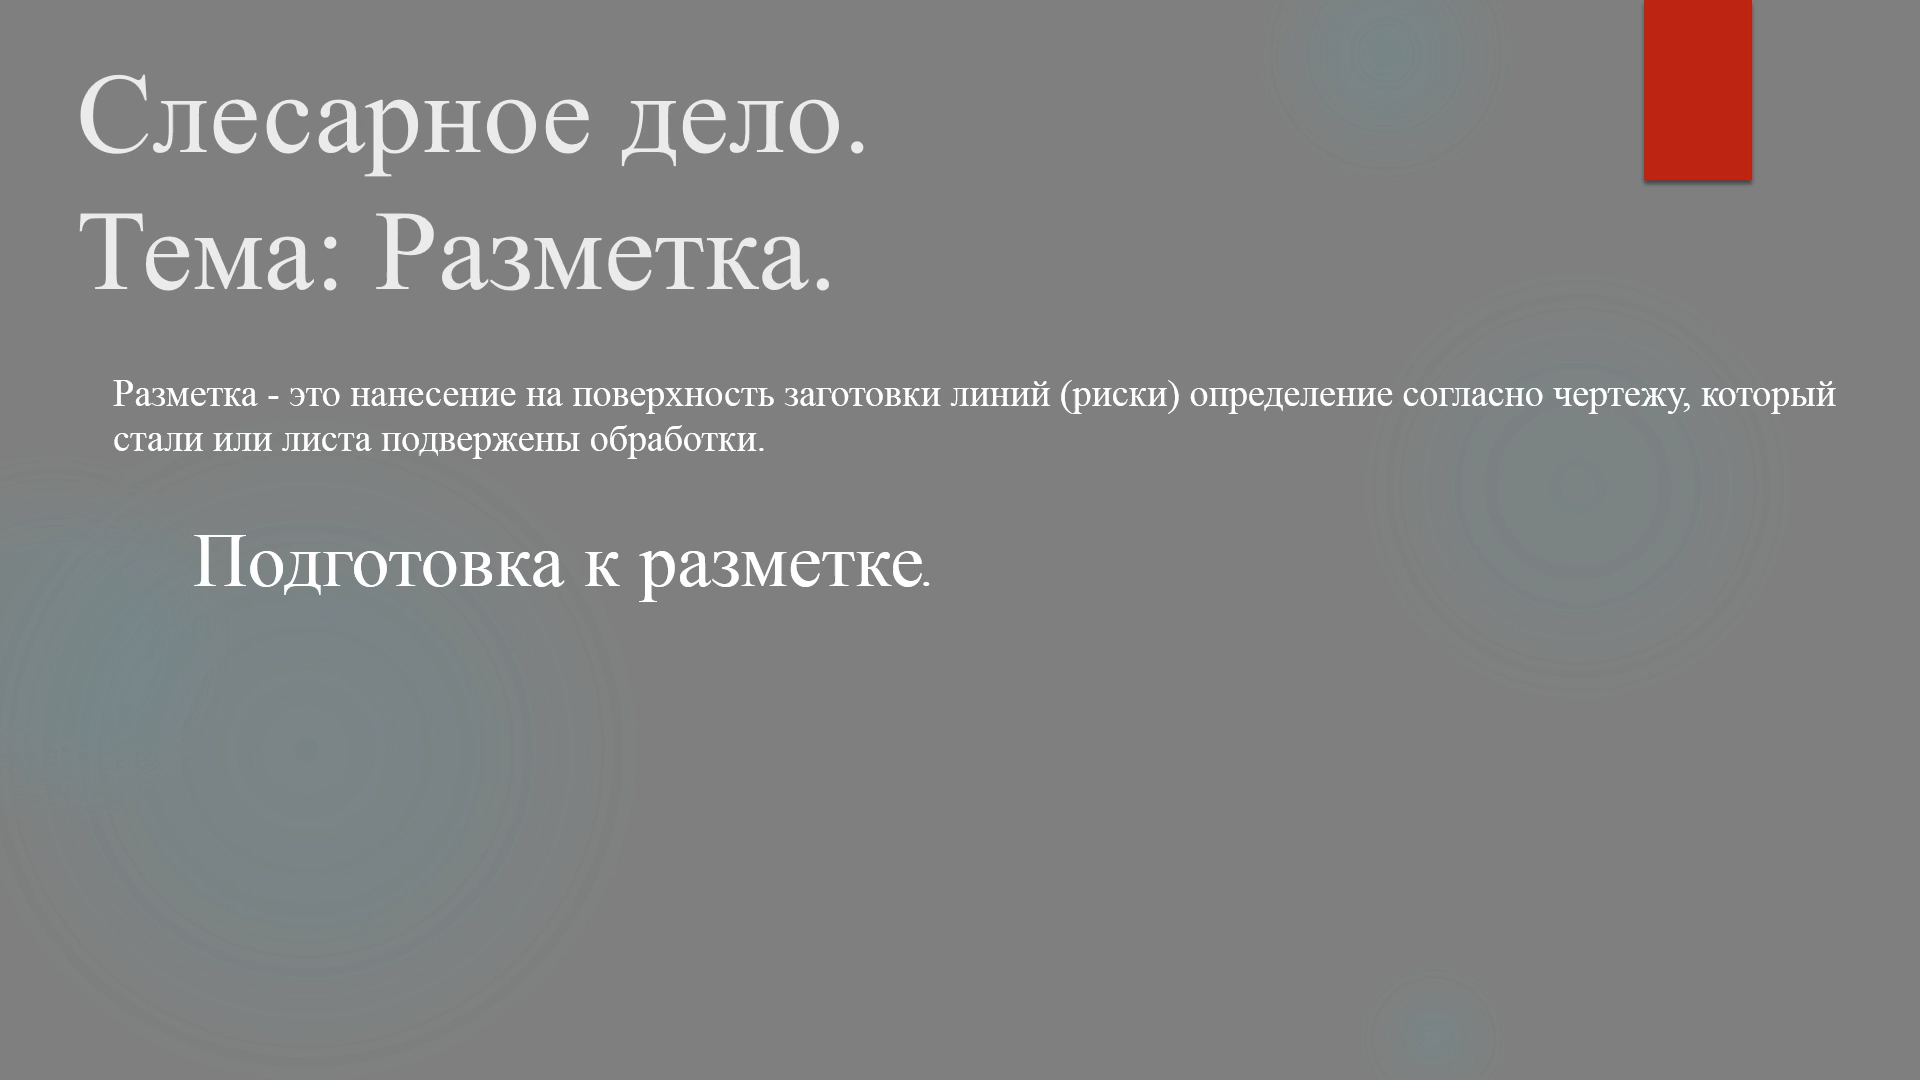 Слесарное дело.
Тема: Разметка.
Разметка - это нанесение на поверхность заготовки линий (риски) определение согласно чертежу, который
стали или листа подвержены обработки.
Подготовка к разметке.